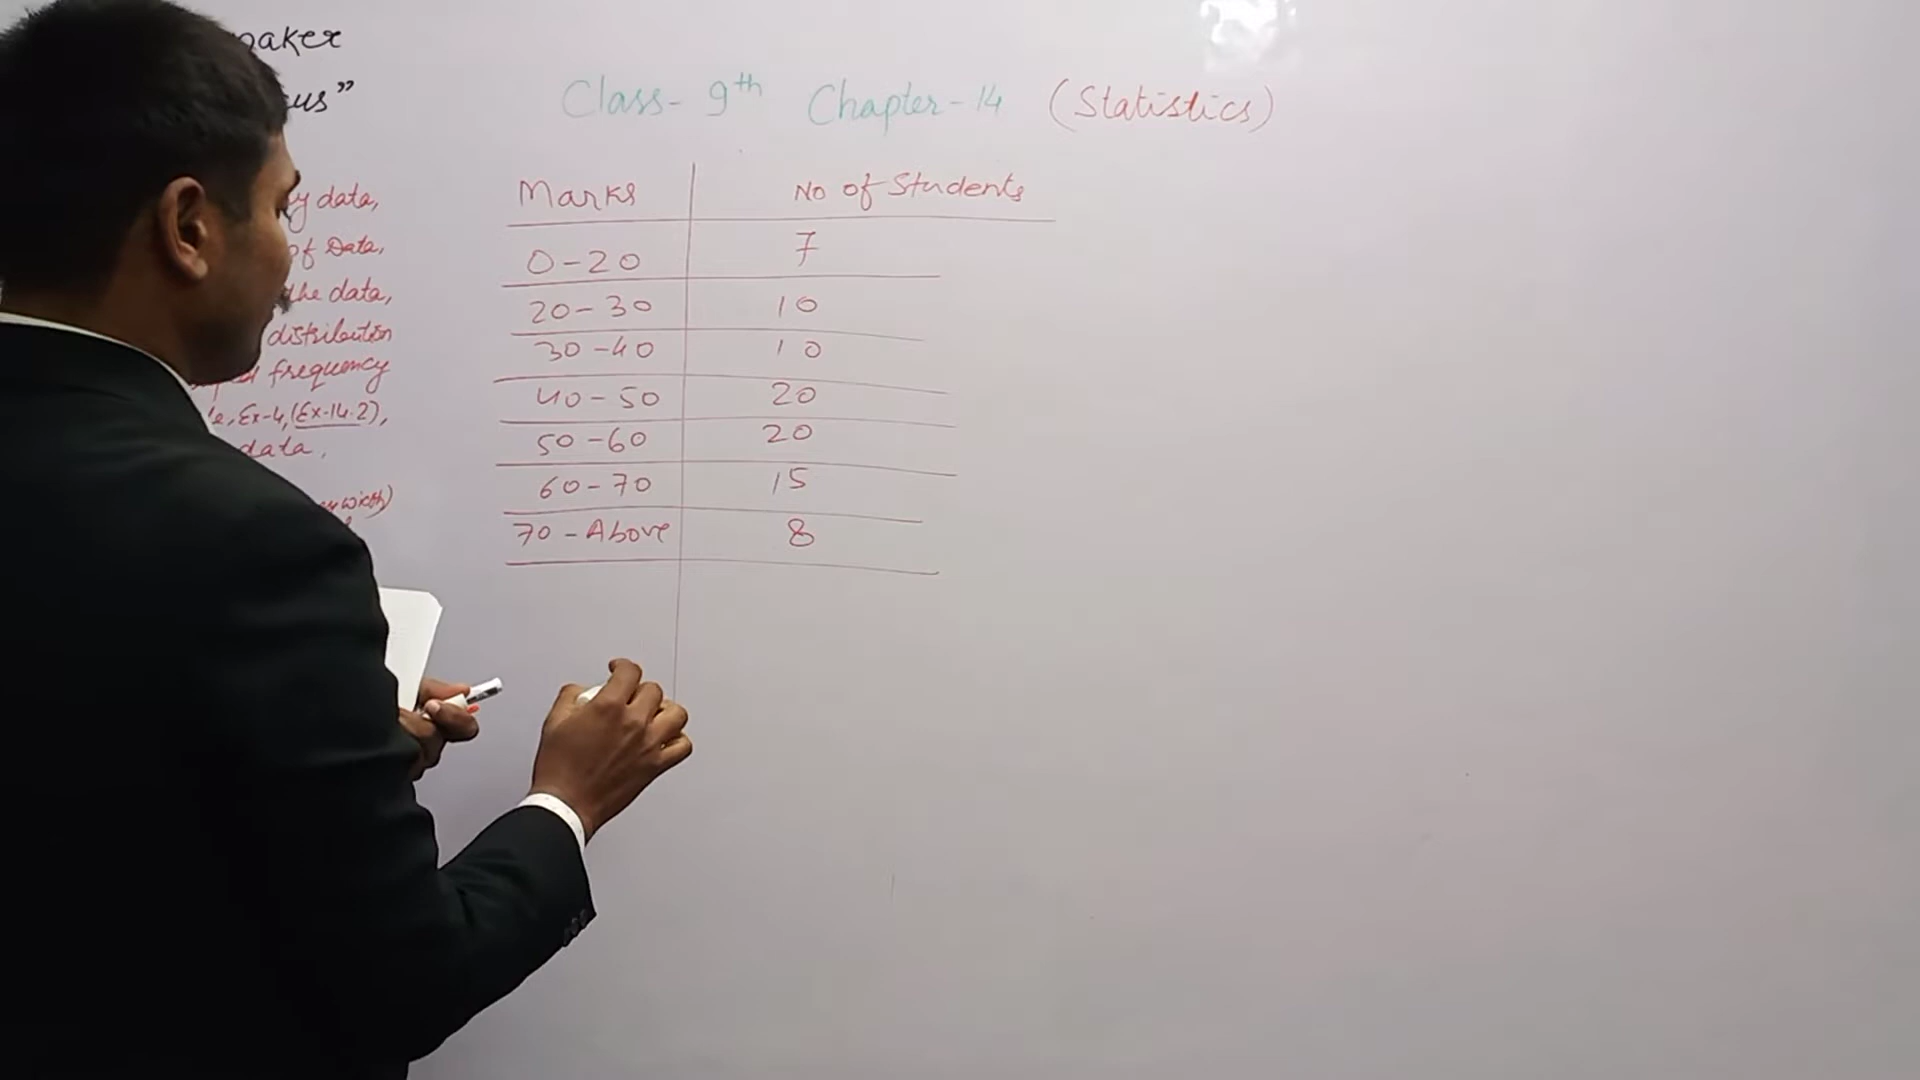 us”
Class- 9th Chapter-14 (Statistics)
data,
of Data,
the data,
distribution
frequency
Ex-4, (Ex-14.2),
data,
Marks No of Students
0-20 7
20-30 10
30-40 10
40-50 20
50-60 20
60-70 15
70-Above 8